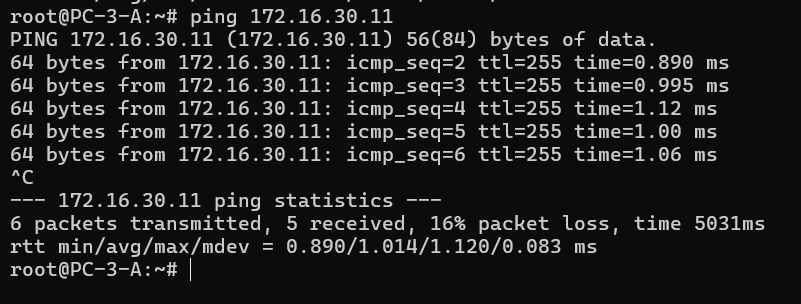 root@PC-3-A:~# ping 172.16.30.11
PING 172.16.30.11 (172.16.30.11) 56(84) bytes of data.
64 bytes from 172.16.30.11: icmp_seq=2 ttl=255 time=0.890 ms
64 bytes from 172.16.30.11: icmp_seq=3 ttl=255 time=0.995 ms
64 bytes from 172.16.30.11: icmp_seq=4 ttl=255 time=1.12 ms
64 bytes from 172.16.30.11: icmp_seq=5 ttl=255 time=1.00 ms
64 bytes from 172.16.30.11: icmp_seq=6 ttl=255 time=1.06 ms
^C
--- 172.16.30.11 ping statistics ---
6 packets transmitted, 5 received, 16% packet loss, time 5031ms
rtt min/avg/max/mdev = 0.890/1.014/1.120/0.083 ms
root@PC-3-A:~#